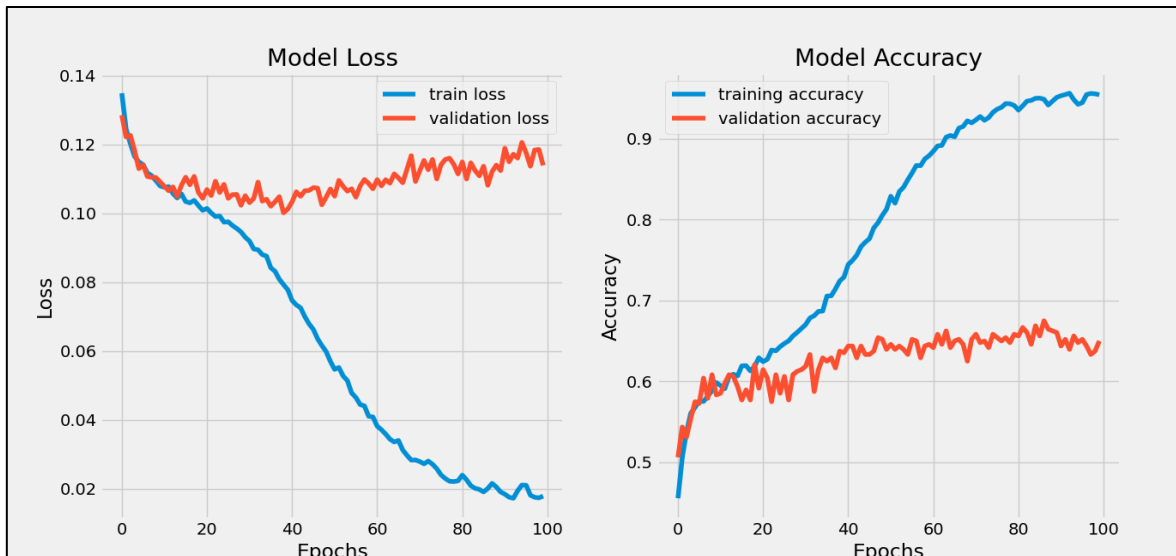 Model Loss
0.14
0.12
0.10
0.08
0.06
0.04
0.02
Loss
train loss
validation loss
0 20 40 60 80 100
Epochs
Model Accuracy
0.9
0.8
0.7
0.6
0.5
Accuracy
training accuracy
validation accuracy
0 20 40 60 80 100
Epochs